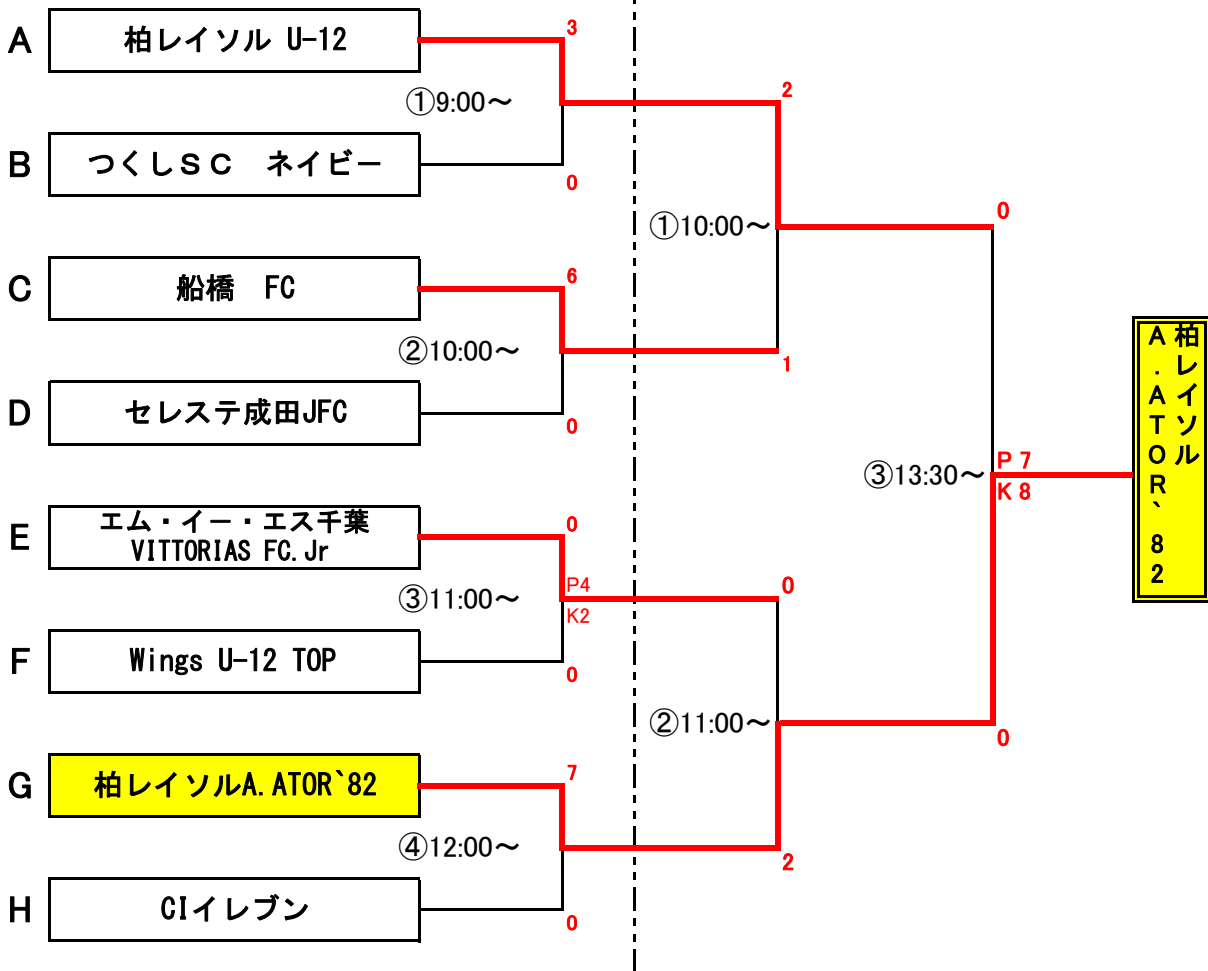 A
柏レイソル U-12
3
①9:00～
2
B
つくしＳＣ　ネイビー
0
①10:00～
0
C
船橋　FC
6
②10:00～
1
D
セレステ成田JFC
0
柏レイソル
A.ATOR`82
③13:30～
P 7
K 8
E
エム・イー・エス千葉
VITTORIAS FC.Jr
0
③11:00～
P4
K2
0
F
Wings U-12 TOP
0
②11:00～
0
G
柏レイソルA.ATOR`82
7
④12:00～
2
H
CIイレブン
0